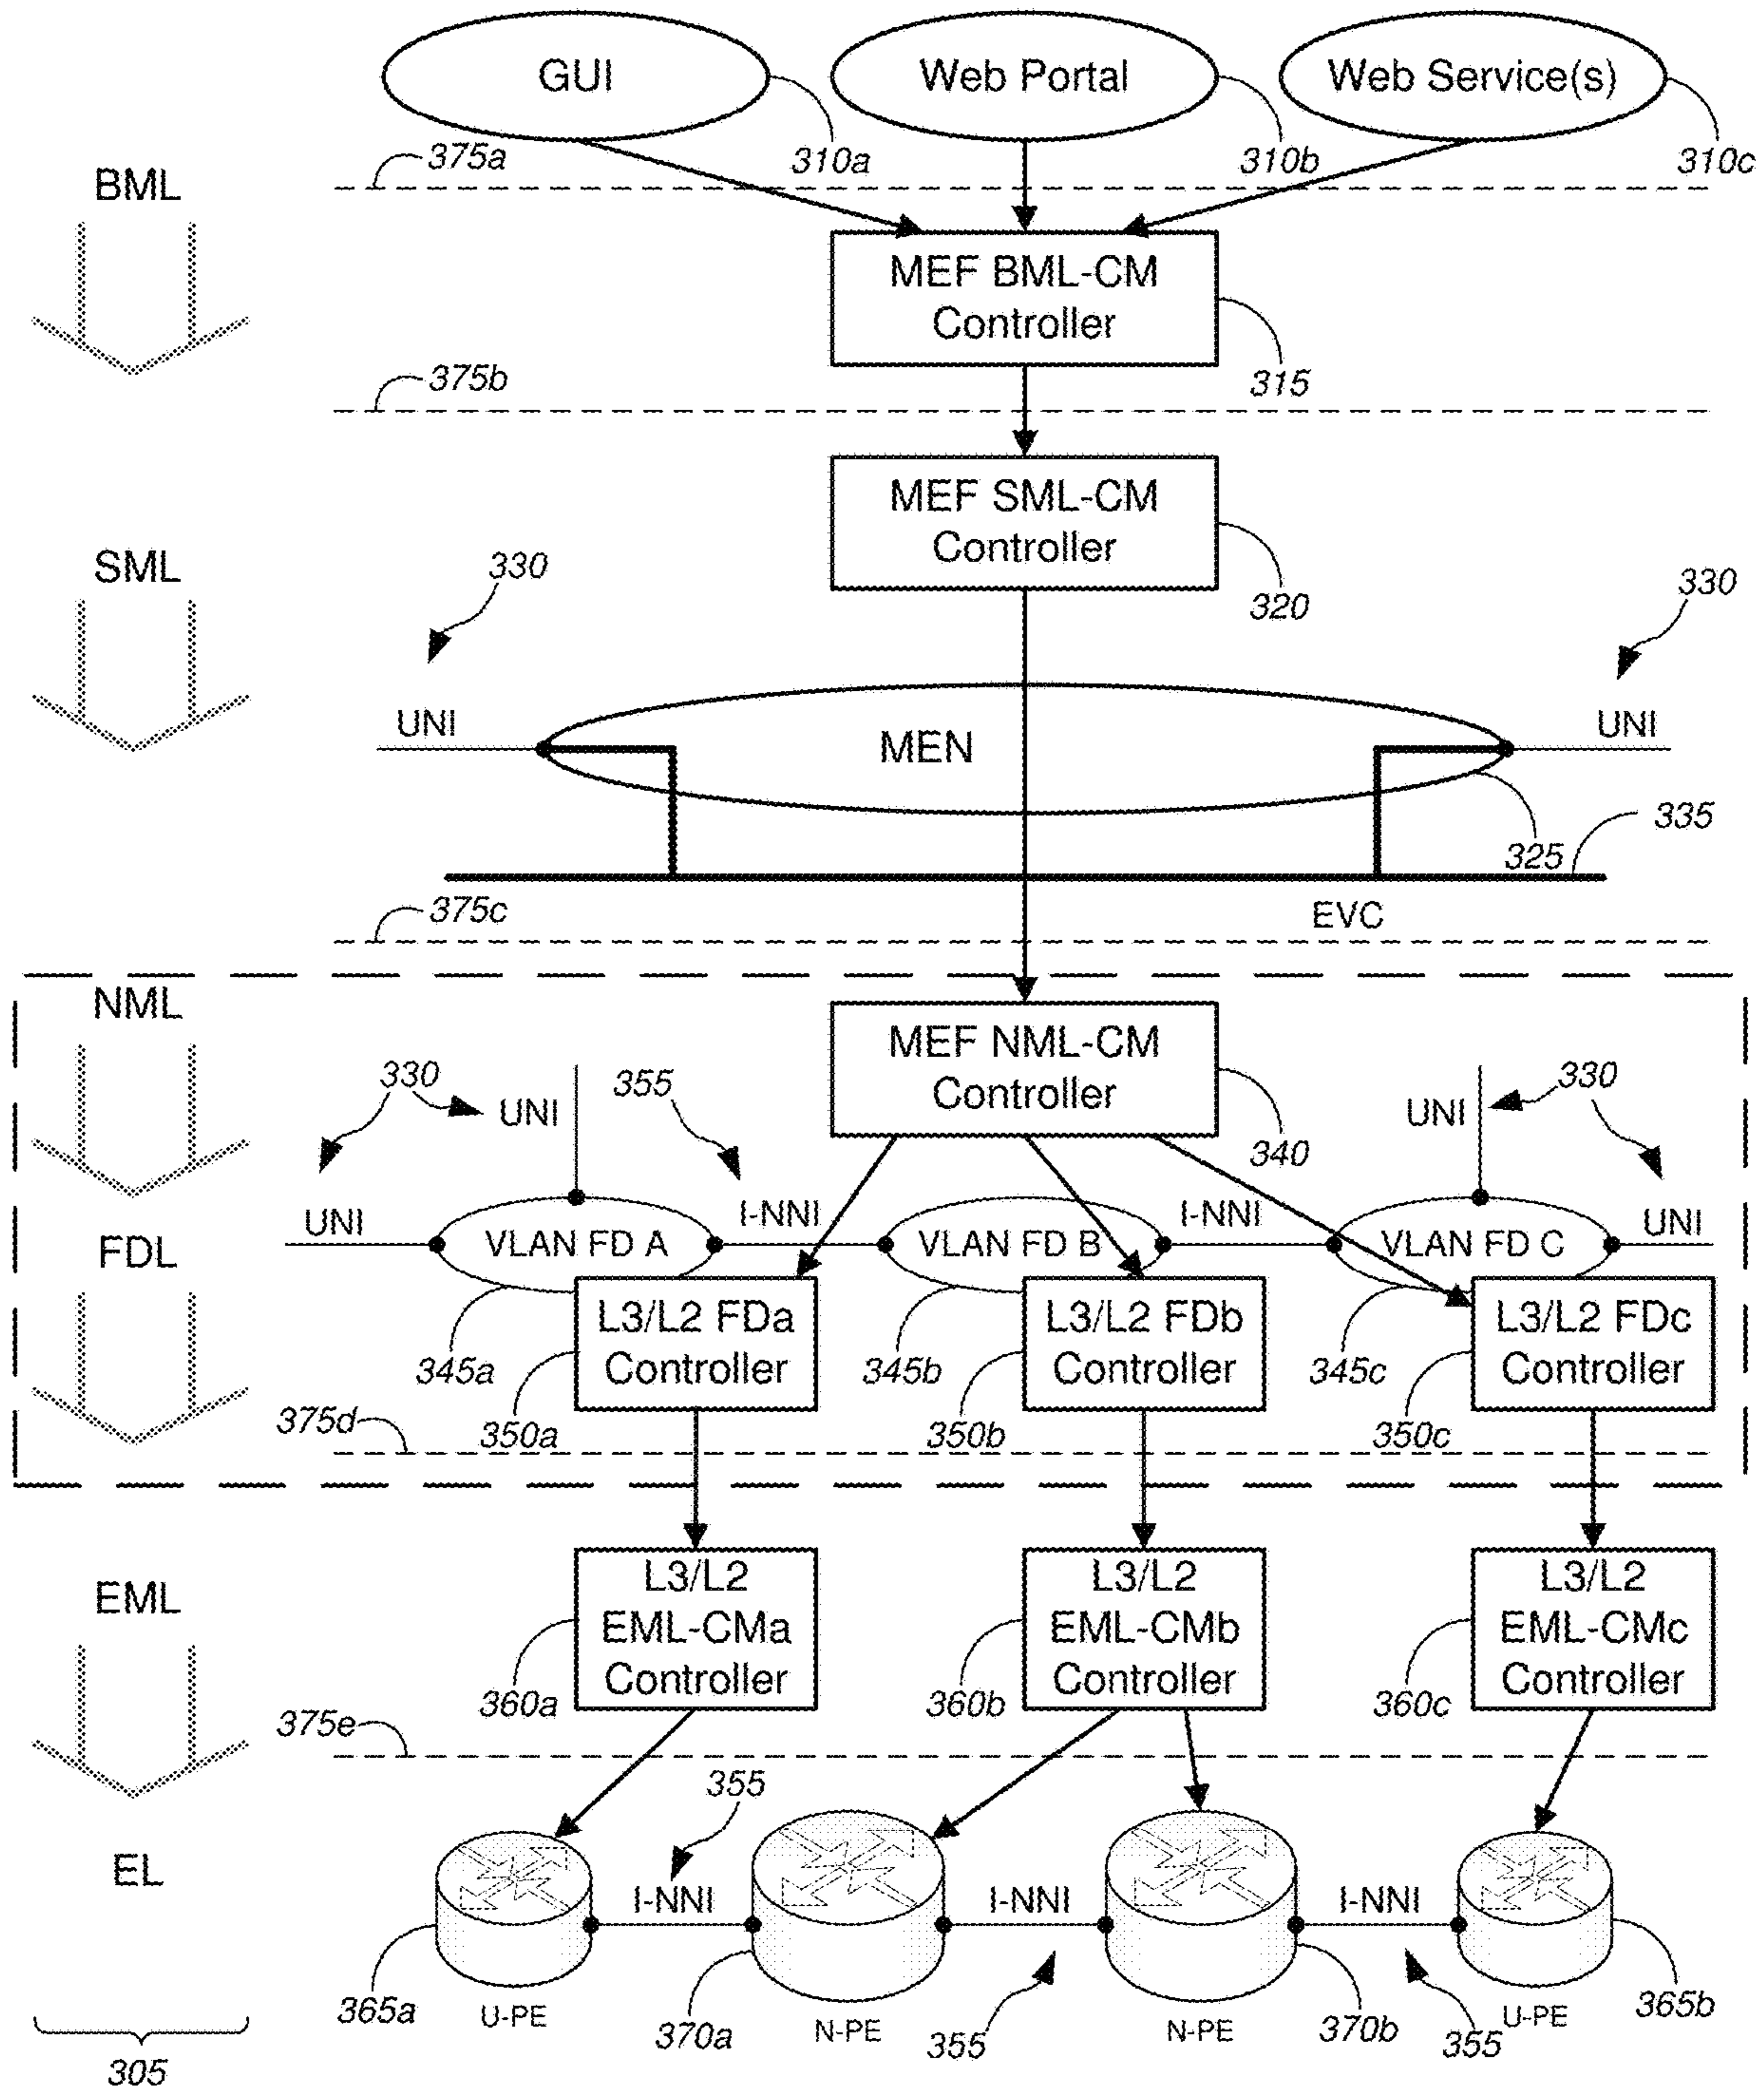 GUI
Web Portal
Web Service(s)
310a
310b
310c
375a
BML
MEF BML-CM
Controller
315
375b
MEF SML-CM
Controller
320
SML
330
330
UNI
MEN
UNI
335
325
375c
EVC
NML
MEF NML-CM
Controller
340
330
UNI
355
UNI
330
UNI
I-NNI
I-NNI
UNI
FDL
VLAN FD A
VLAN FD B
VLAN FD C
L3/L2 FDa
Controller
L3/L2 FDb
Controller
L3/L2 FDc
Controller
345a
345b
345c
375d
350a
350b
350c
EML
L3/L2
EML-CMa
Controller
L3/L2
EML-CMb
Controller
L3/L2
EML-CMc
Controller
360a
360b
360c
375e
355
EL
I-NNI
I-NNI
I-NNI
365a
U-PE
370a
N-PE
355
N-PE
370b
355
U-PE
365b
305